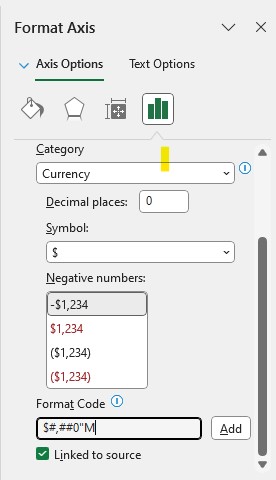 Format Axis
Axis Options
Text Options
Category
Currency
Decimal places: 0
Symbol:
$
Negative numbers:
-$1,234
$1,234
($1,234)
($1,234)
Format Code
$#,##0"M
Add
Linked to source